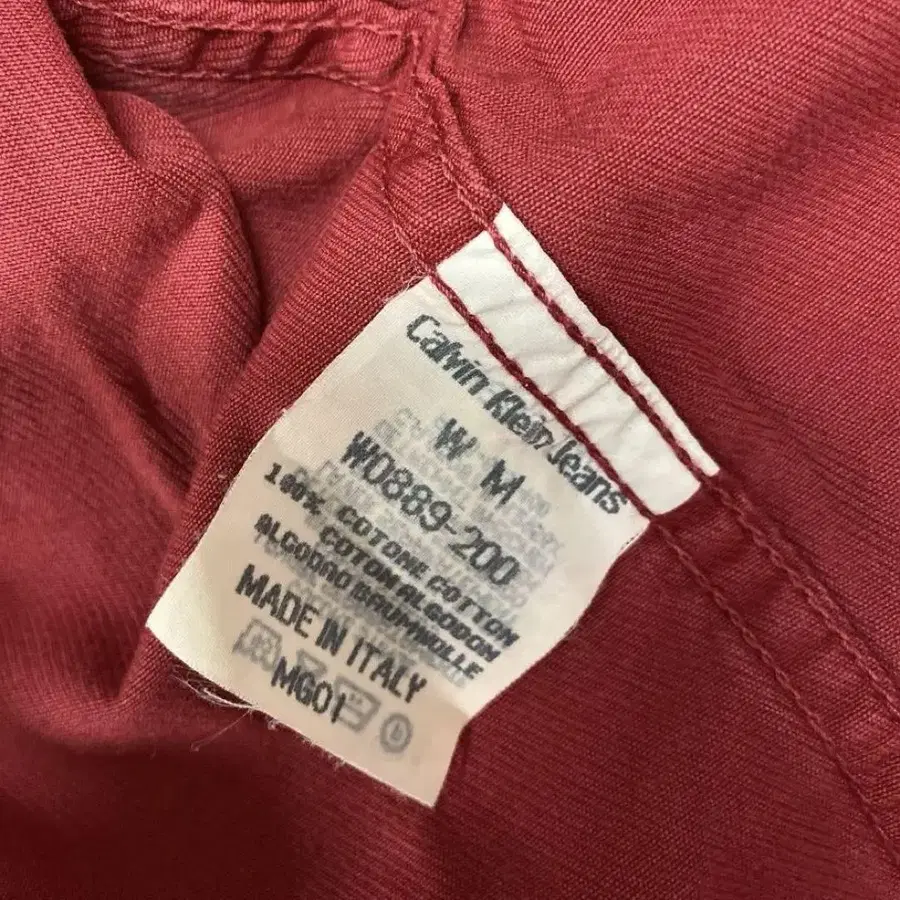 Calvin Klein Jeans
W M
W0889-200
100% COTONE COTTON
COTON ALGODON
ALGODAO BAUMWOLLE
MADE IN ITALY
MG01